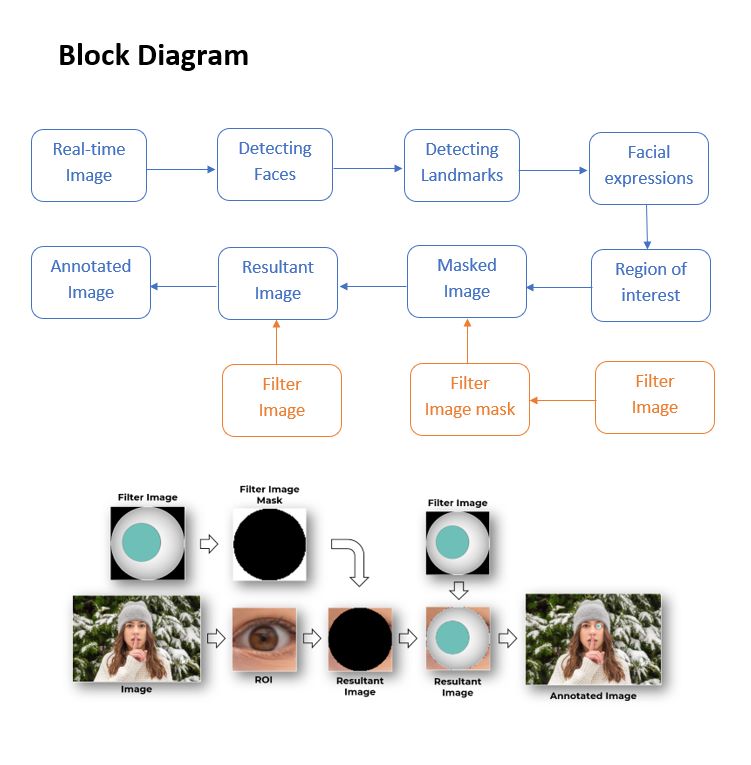 Block Diagram
Real-time
Image
Detecting
Faces
Detecting
Landmarks
Facial
expressions
Annotated
Image
Resultant
Image
Masked
Image
Region of
interest
Filter
Image
Filter
Image mask
Filter
Image
Filter Image
Filter Image
Mask
Filter Image
Image
ROI
Resultant
Image
Resultant
Image
Annotated Image